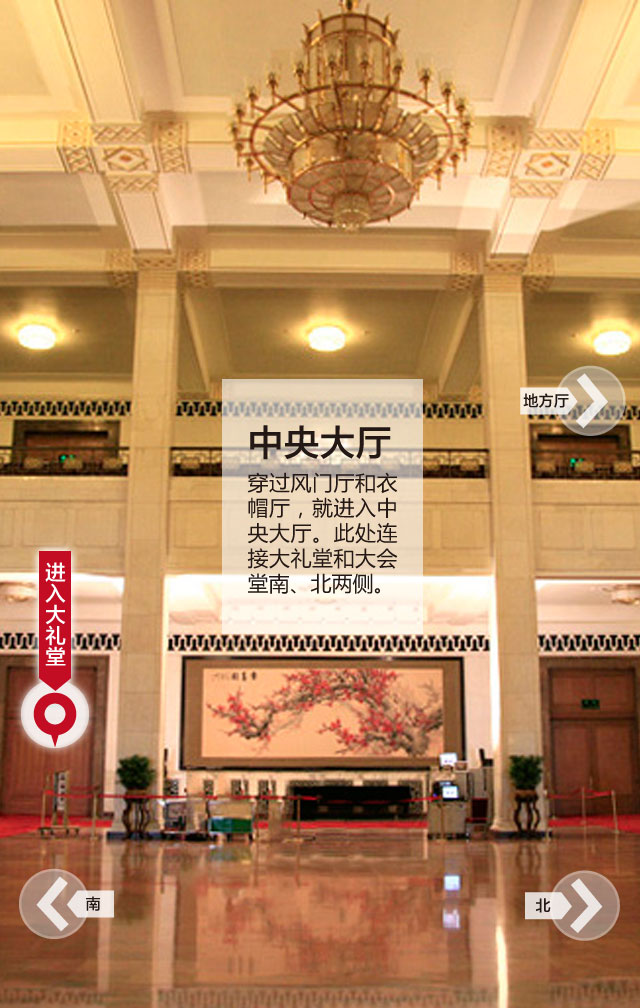 地方厅
中央大厅
穿过风门厅和衣
帽厅，就进入中
央大厅。此处连
接大礼堂和大会
堂南、北两侧。
进入大礼堂
南
北